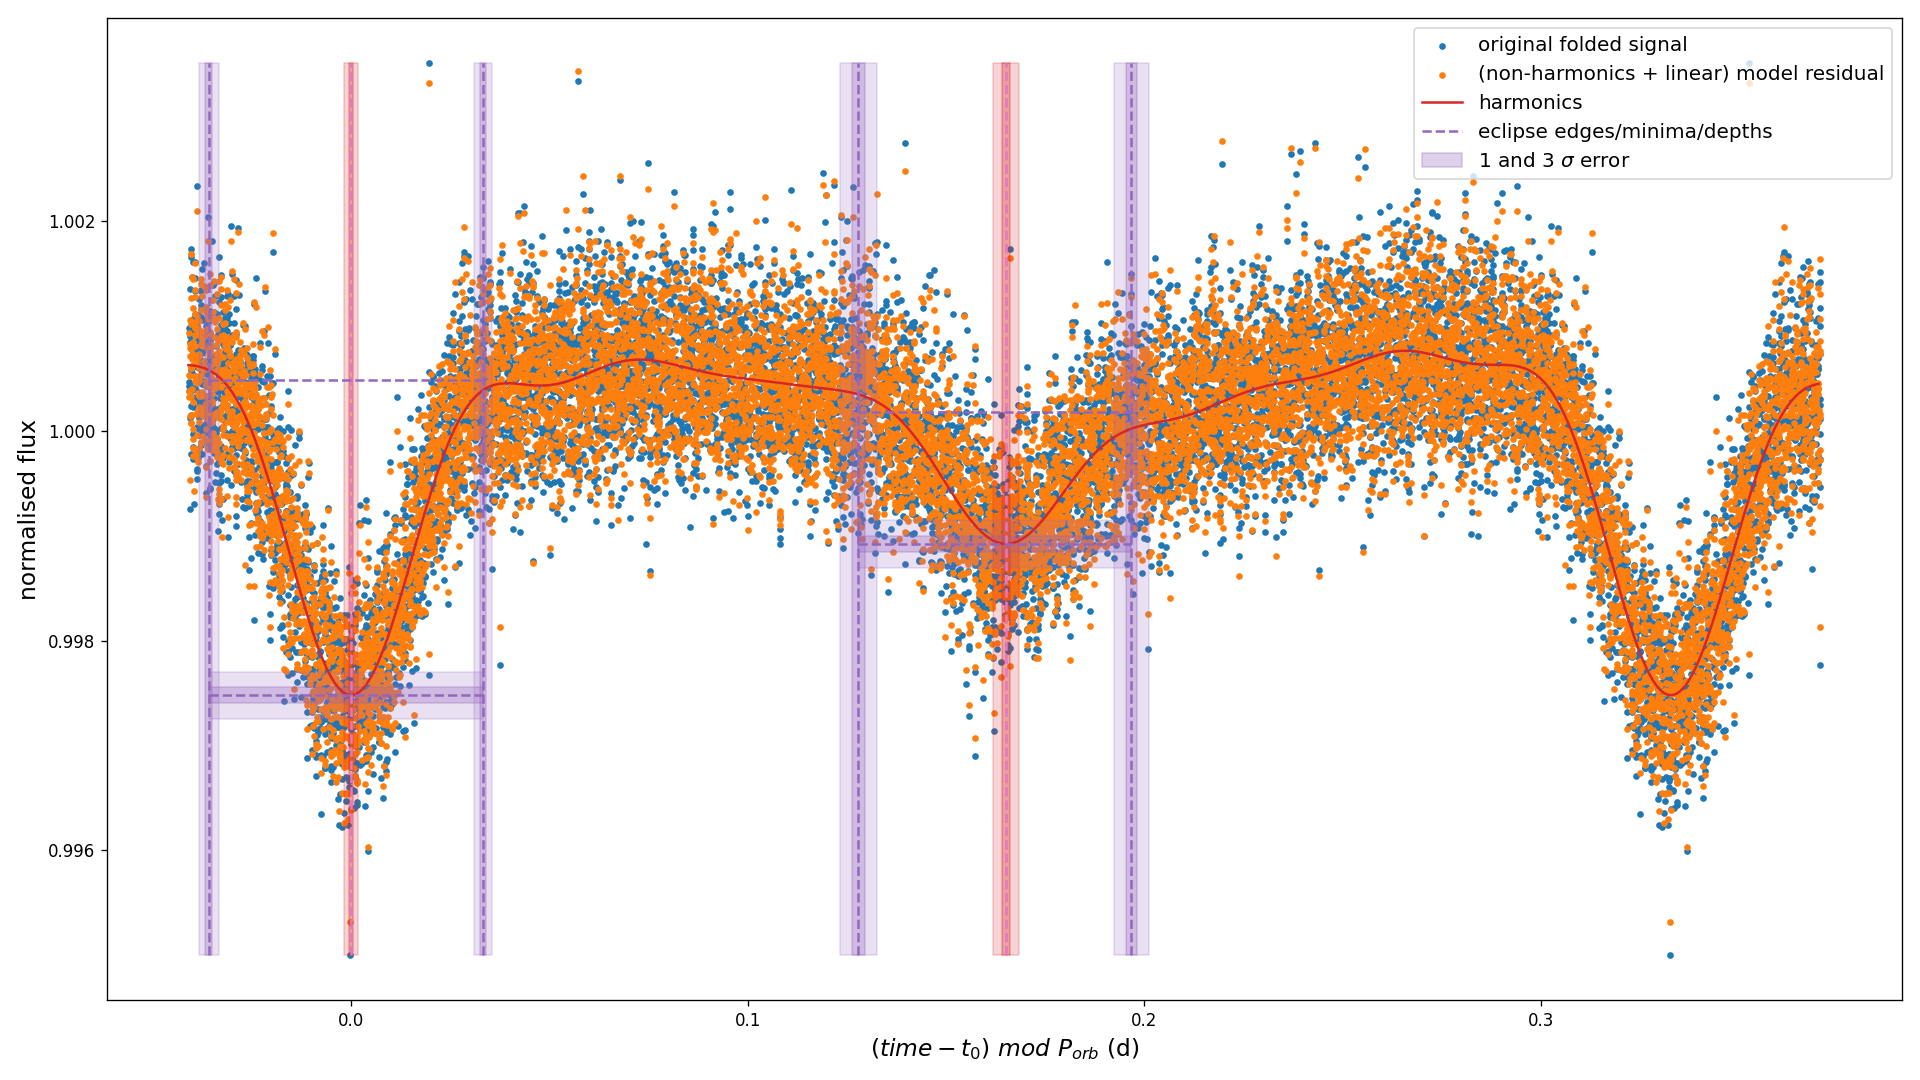 original folded signal
(non-harmonics + linear) model residual
harmonics
eclipse edges/minima/depths
1 and 3 σ error
normalised flux
1.002
1.000
0.998
0.996
0.0
0.1
0.2
0.3
(time − t₀) mod Pₒᵣb (d)